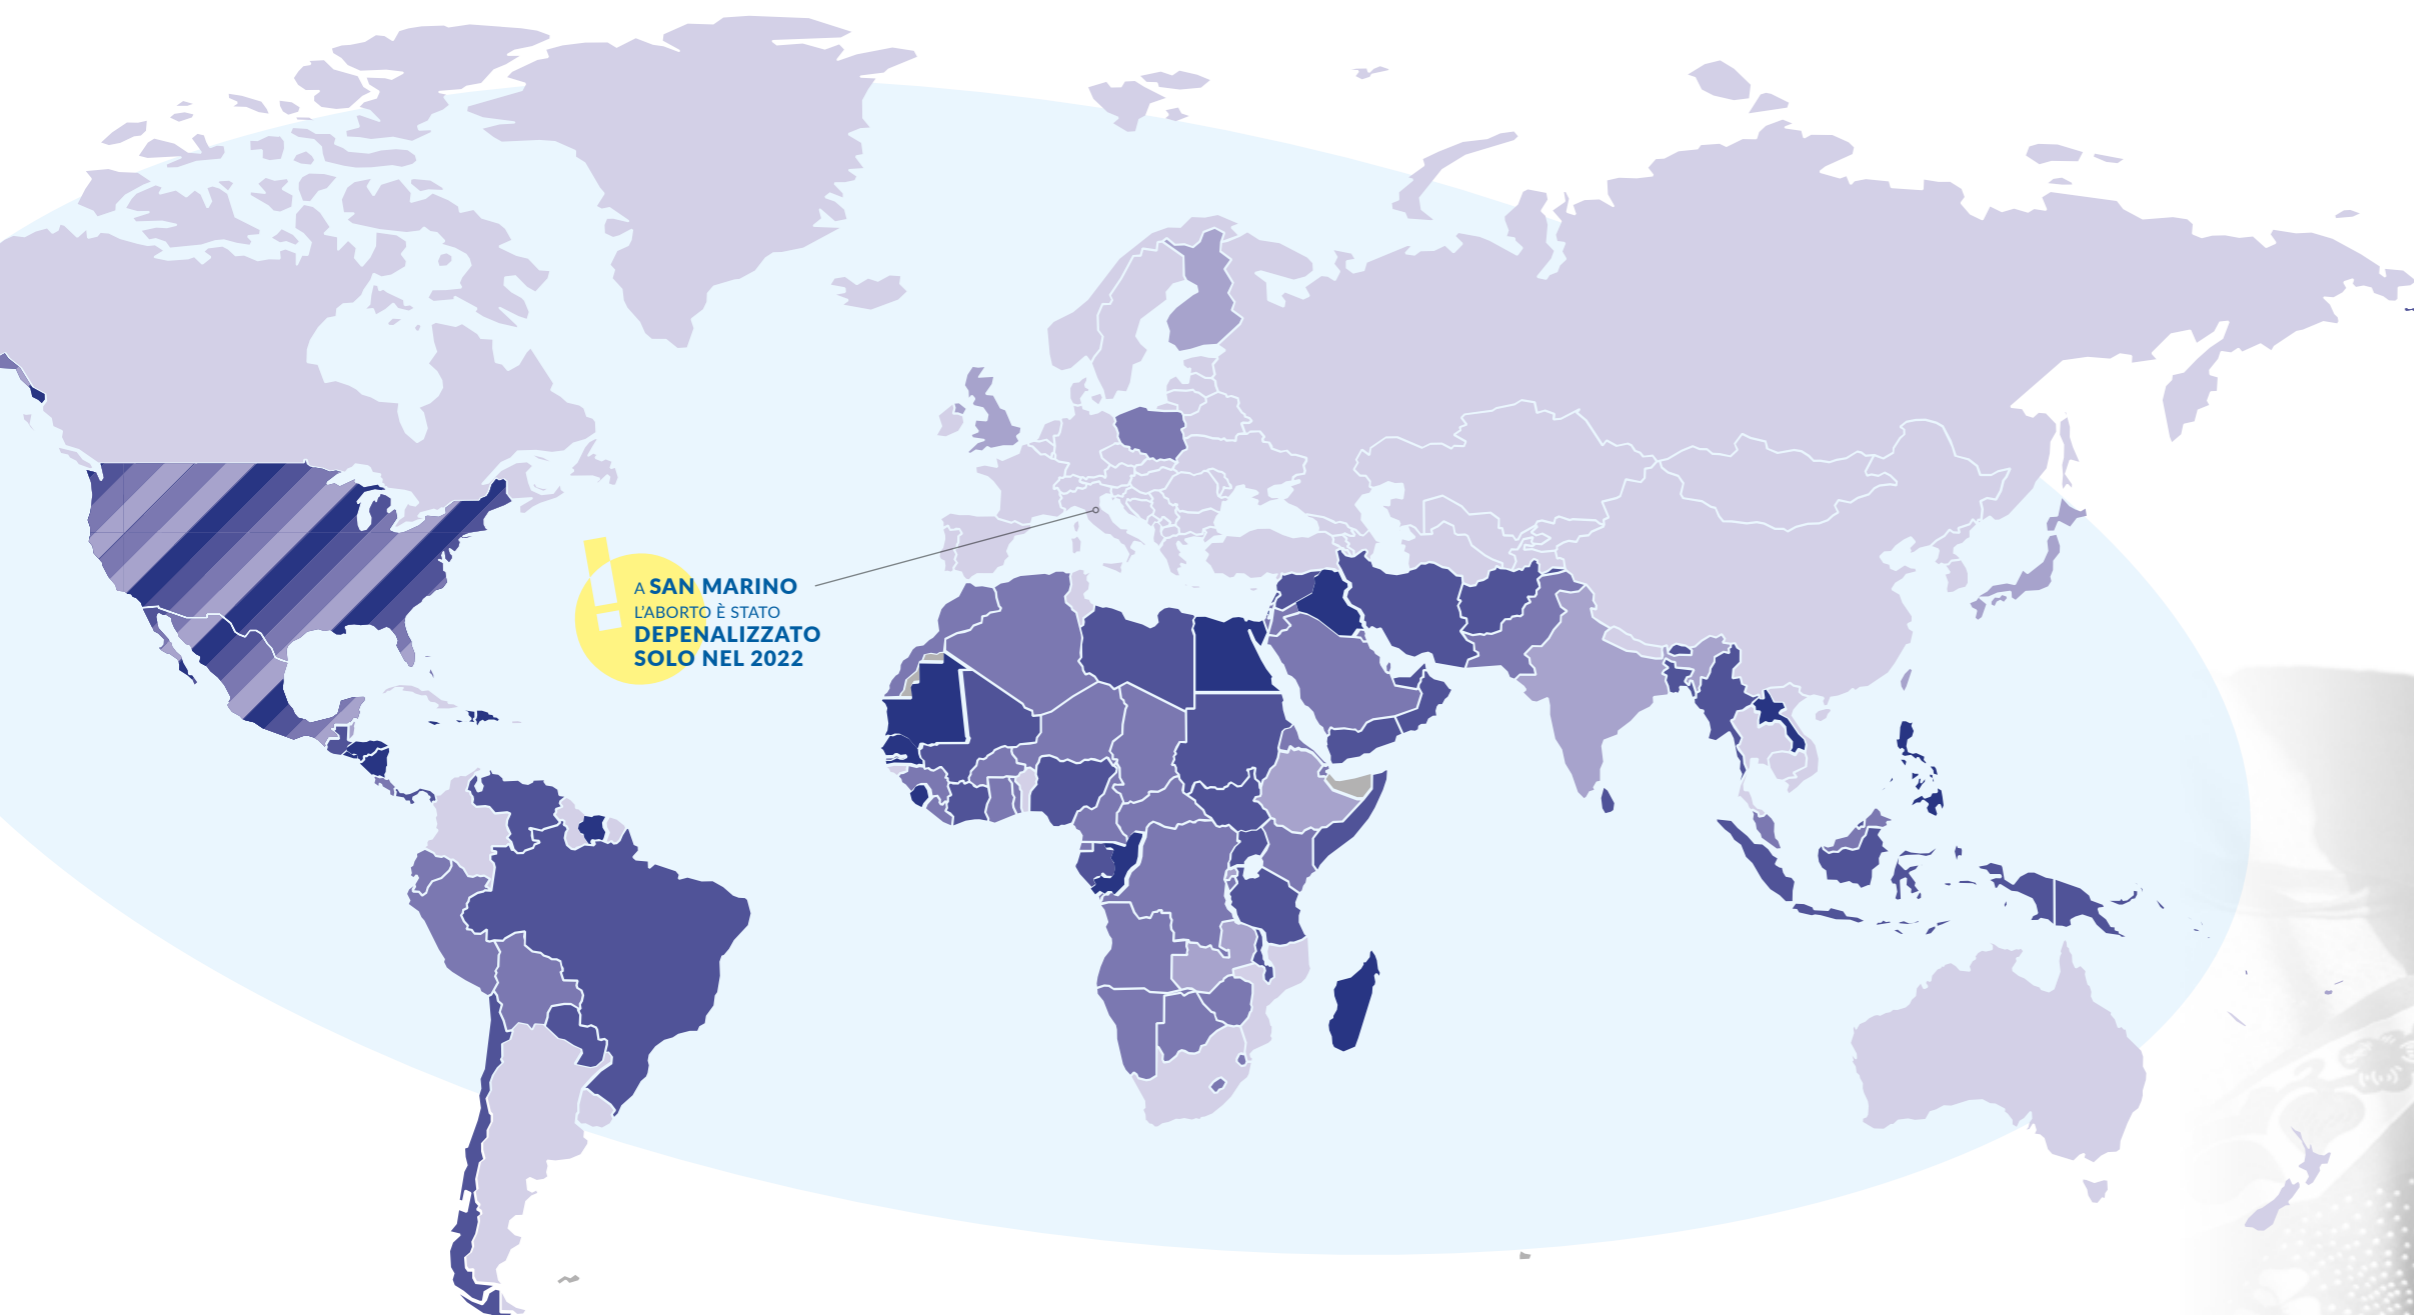 A SAN MARINO
L'ABORTO È STATO
DEPENALIZZATO
SOLO NEL 2022